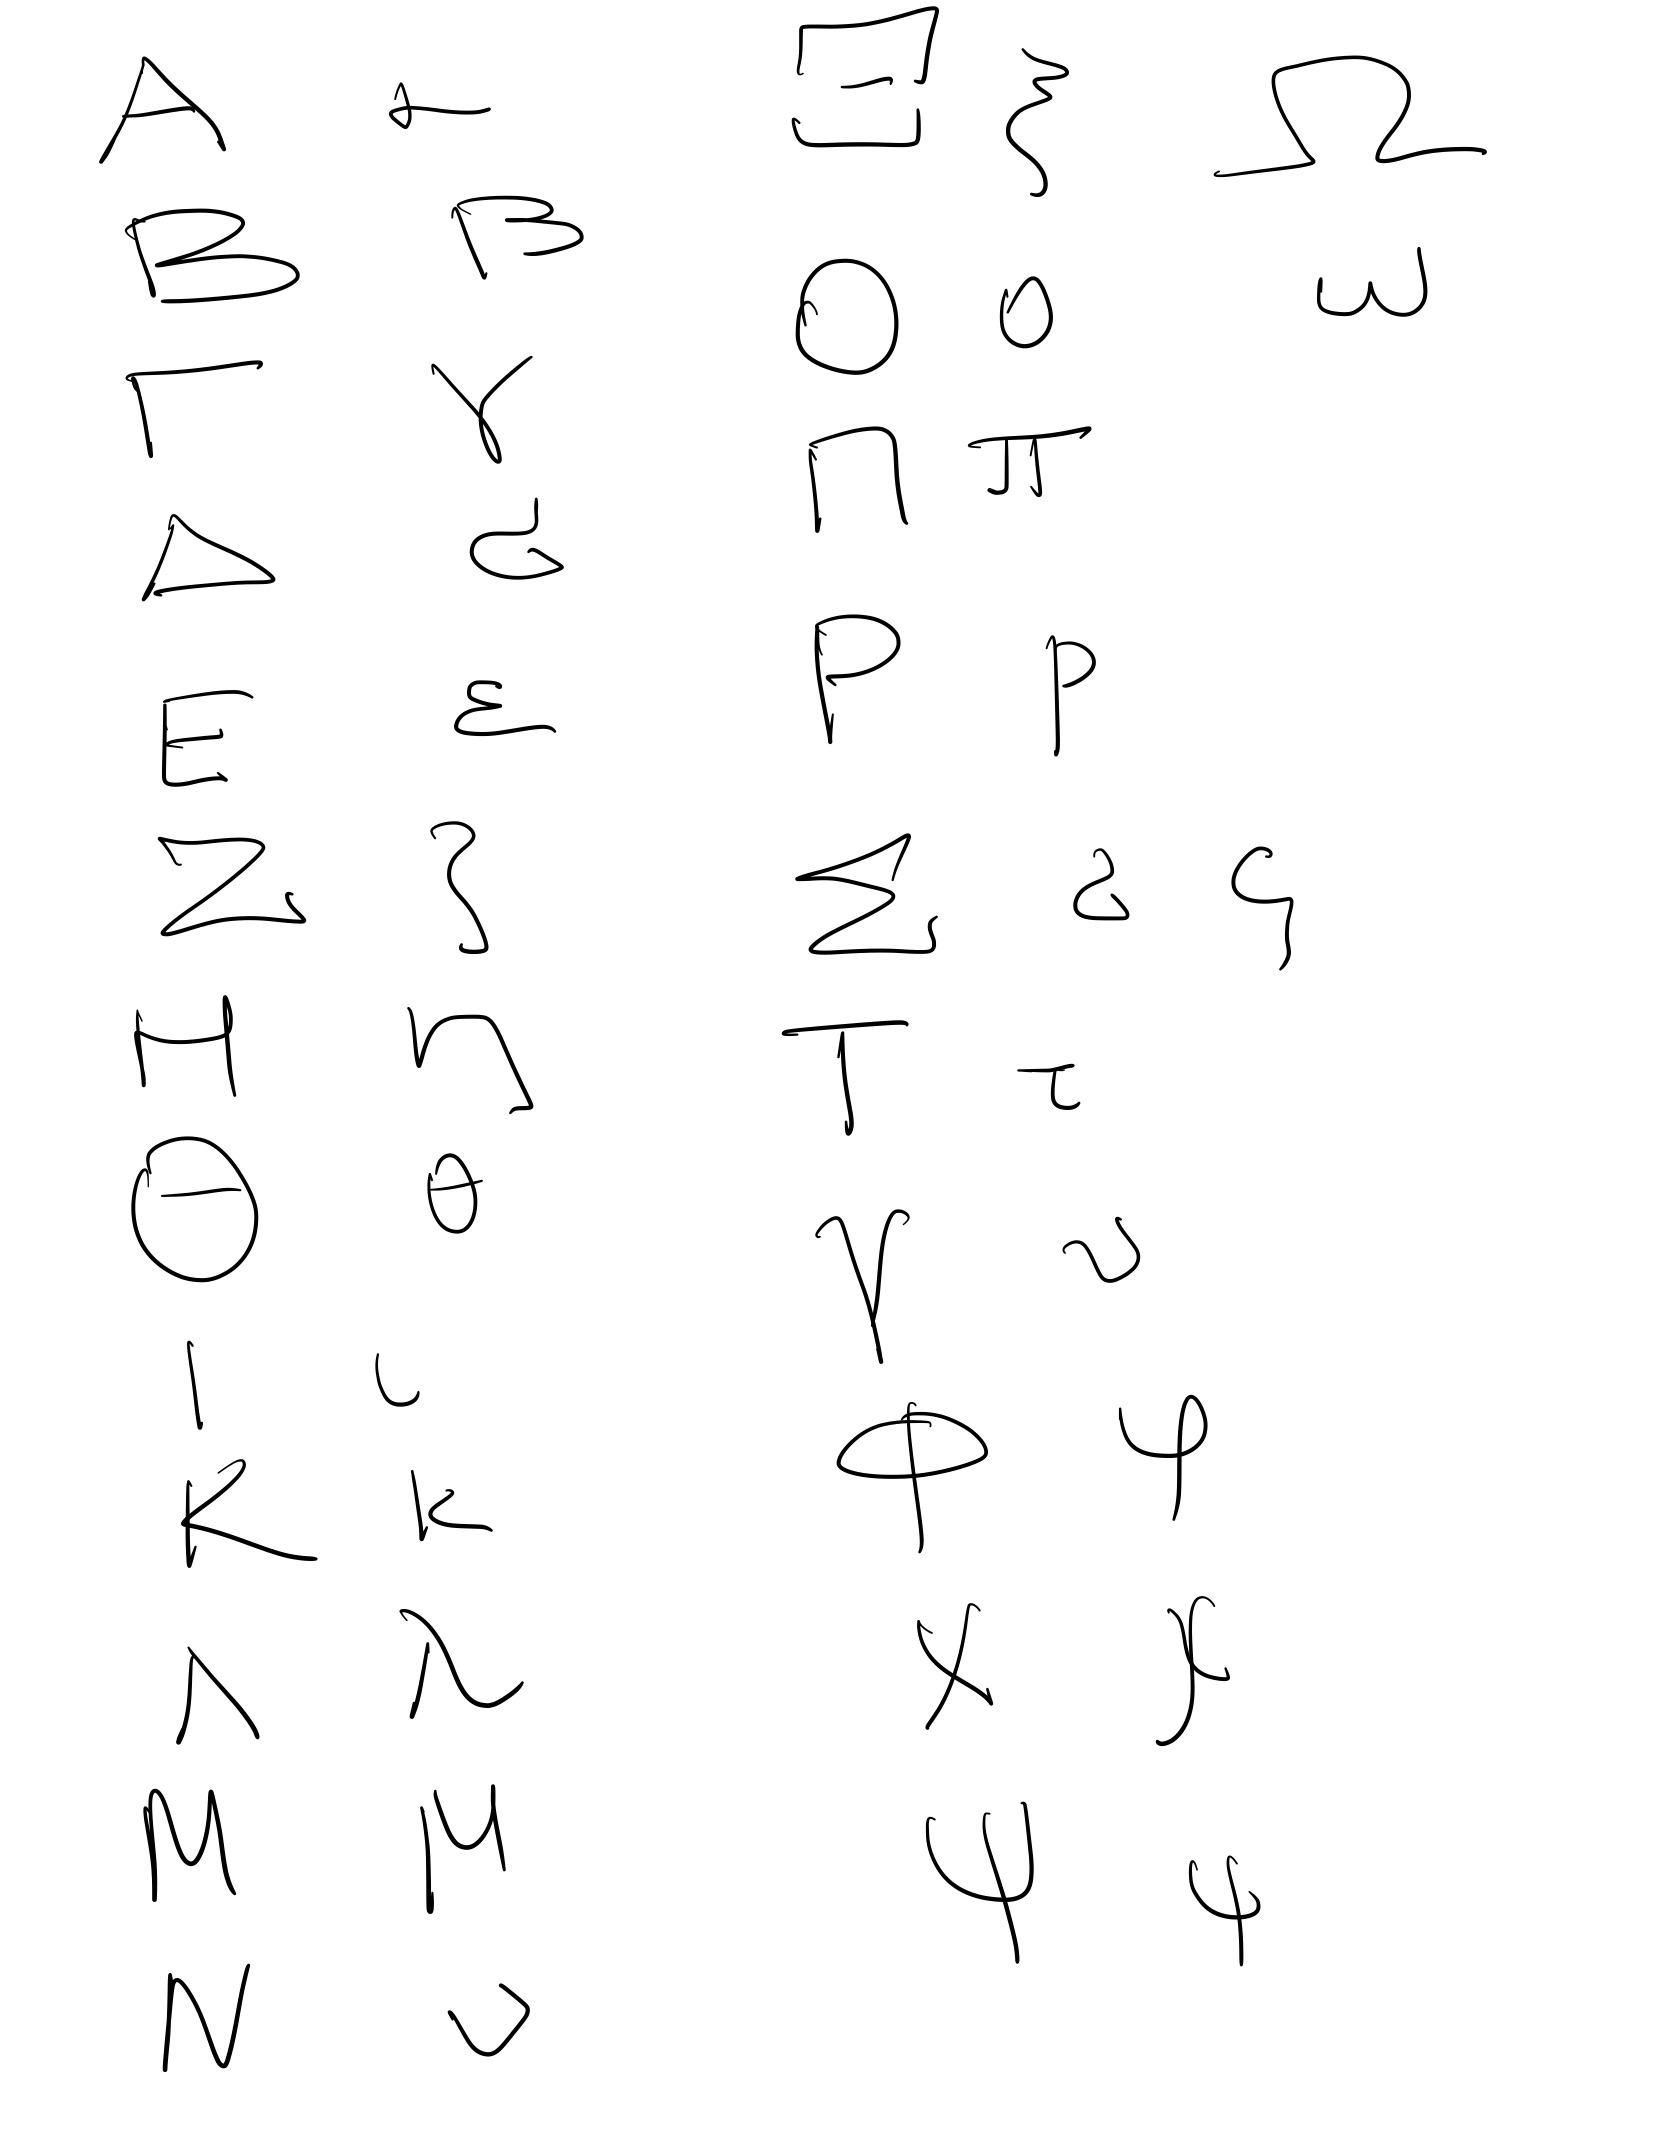 Α α
Β β
Γ γ
Δ δ
Ε ε
Ζ ζ
Η η
Θ θ
Ι ι
Κ κ
Λ λ
Μ μ
Ν ν
Ξ ξ
Ο ο
Π π
Ρ ρ
Σ σ ς
Τ τ
Υ υ
Φ φ
Χ χ
Ψ ψ
Ω
ω